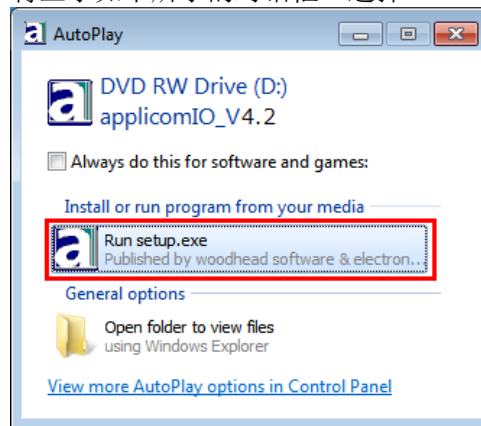 AutoPlay
DVD RW Drive (D:)
applicomIO_V4.2
Always do this for software and games:
Install or run program from your media
Run setup.exe
Published by woodhead software & electron...
General options
Open folder to view files
using Windows Explorer
View more AutoPlay options in Control Panel